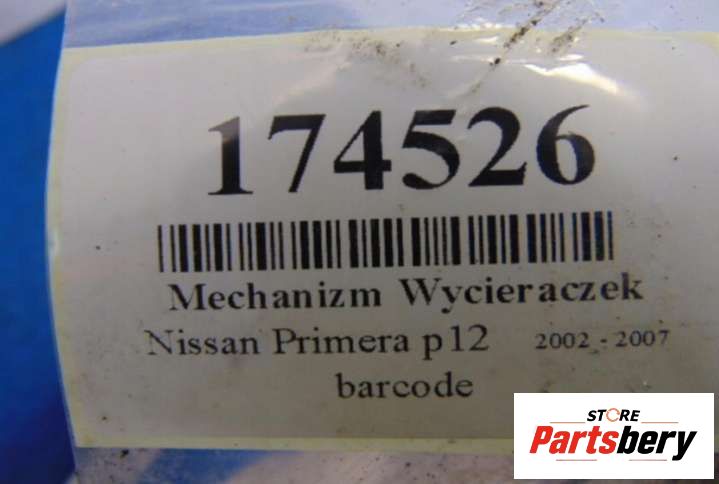 174526
Mechanizm Wycieraczek
Nissan Primera p12 2002 - 2007
barcode
STORE
Partsbery